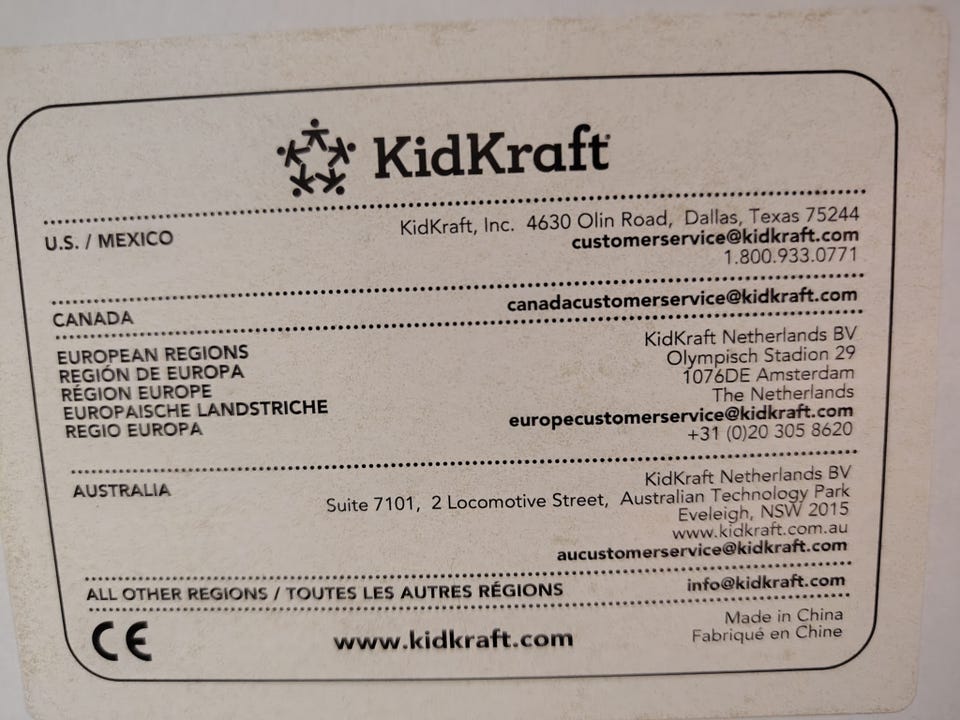 KidKraft
U.S. / MEXICO
KidKraft, Inc. 4630 Olin Road, Dallas, Texas 75244
customerservice@kidkraft.com
1.800.933.0771
CANADA
canadacustomerservice@kidkraft.com
EUROPEAN REGIONS
REGIÓN DE EUROPA
RÉGION EUROPE
EUROPAISCHE LANDSTRICHE
REGIO EUROPA
KidKraft Netherlands BV
Olympisch Stadion 29
1076DE Amsterdam
The Netherlands
europecustomerservice@kidkraft.com
+31 (0)20 305 8620
AUSTRALIA
KidKraft Netherlands BV
Suite 7101, 2 Locomotive Street, Australian Technology Park
Eveleigh, NSW 2015
www.kidkraft.com.au
aucustomerservice@kidkraft.com
ALL OTHER REGIONS / TOUTES LES AUTRES RÉGIONS
info@kidkraft.com
CE
www.kidkraft.com
Made in China
Fabriqué en Chine